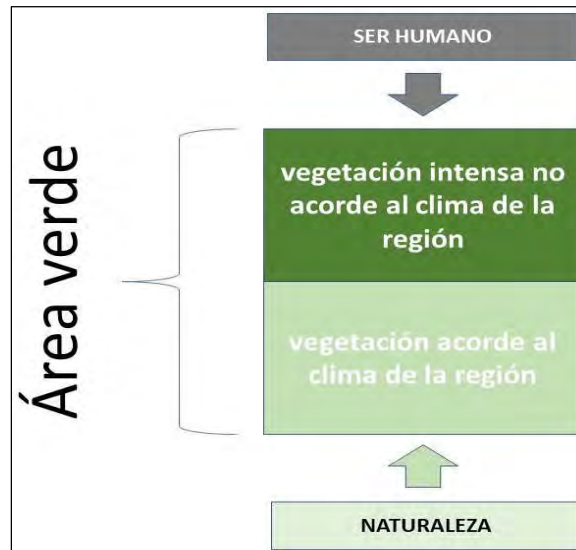 SER HUMANO
Área verde
vegetación intensa no
acorde al clima de la
región
vegetación acorde al
clima de la región
NATURALEZA